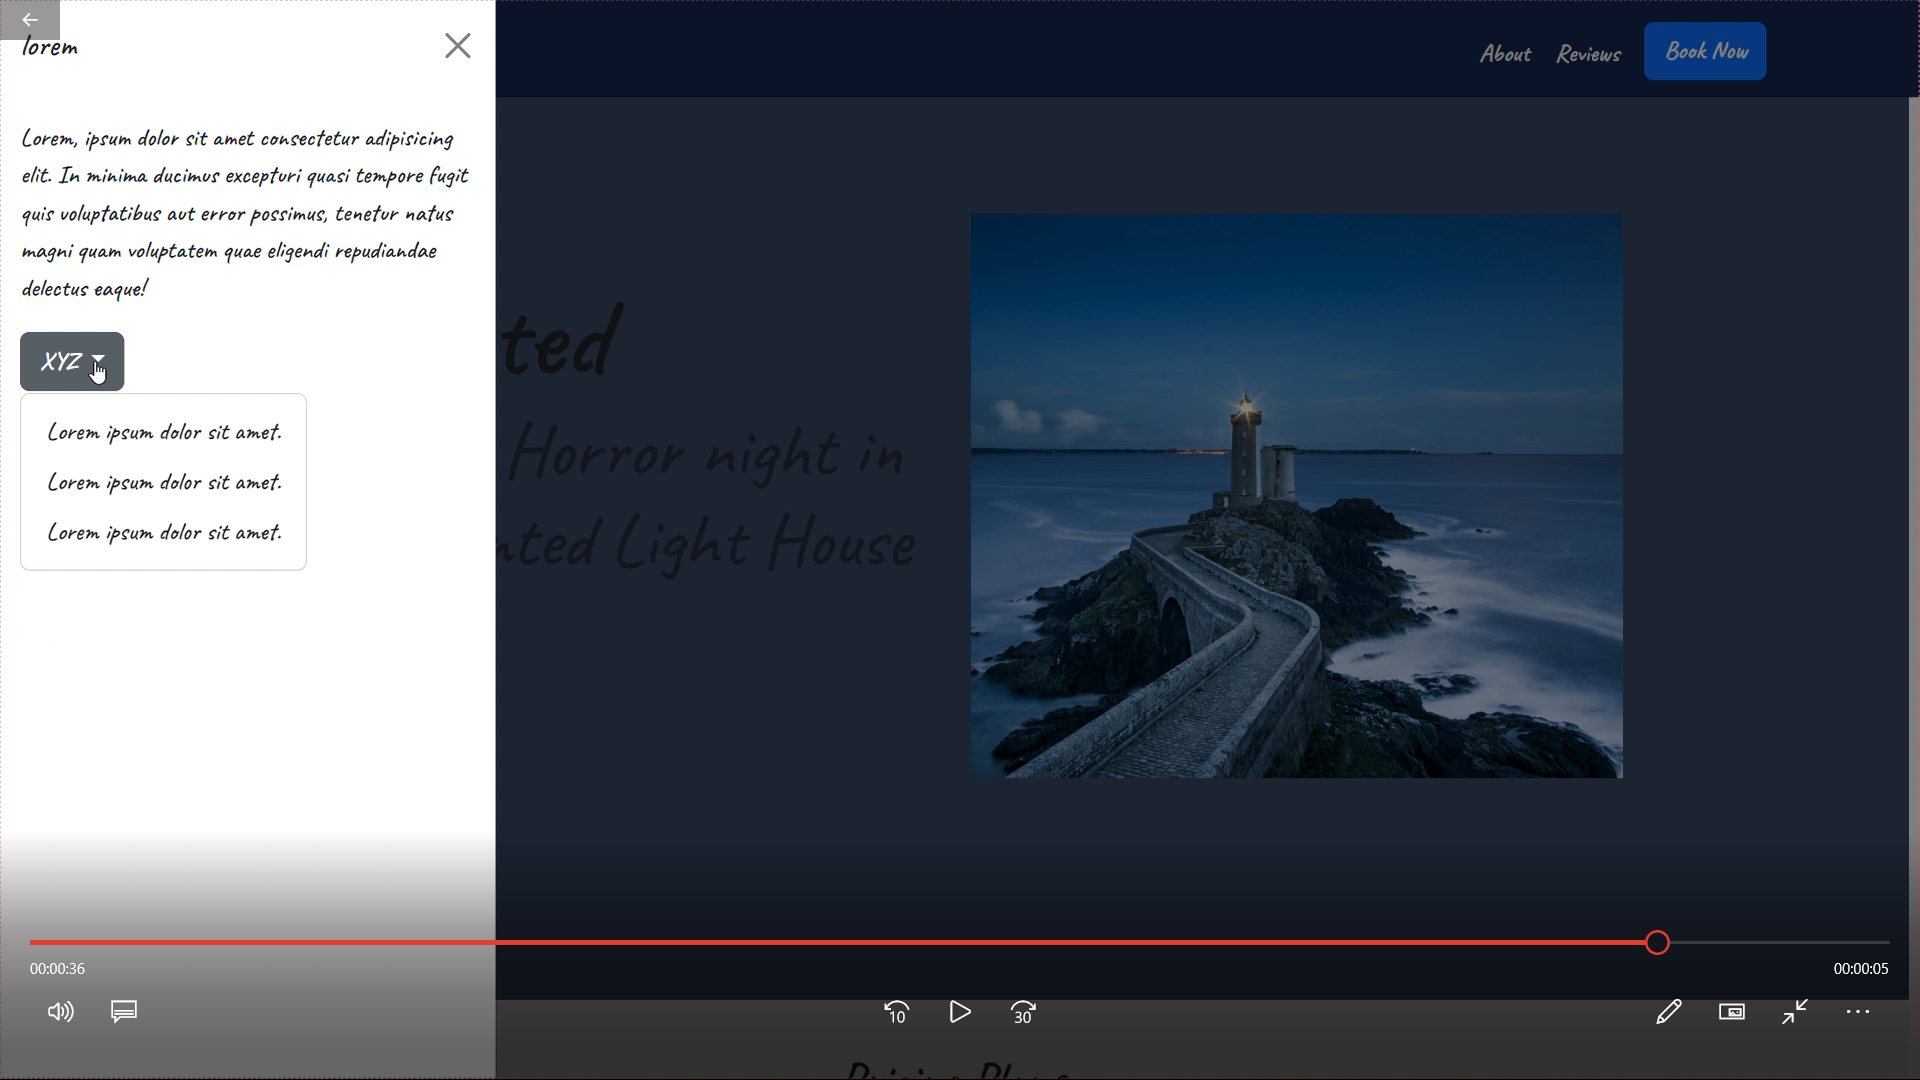 lorem
About Reviews Book Now
Lorem, ipsum dolor sit amet consectetur adipisicing
elit. In minima ducimus excepturi quasi tempore fugit
quis voluptatibus aut error possimus, tenetur natus
magni quam voluptatem quae eligendi repudiandae
delectus eaque!
XYZ
Lorem ipsum dolor sit amet.
Lorem ipsum dolor sit amet.
Lorem ipsum dolor sit amet.
ted
Horror night in
nted Light House
00:00:36
00:00:05
10
30
Pricing Plans